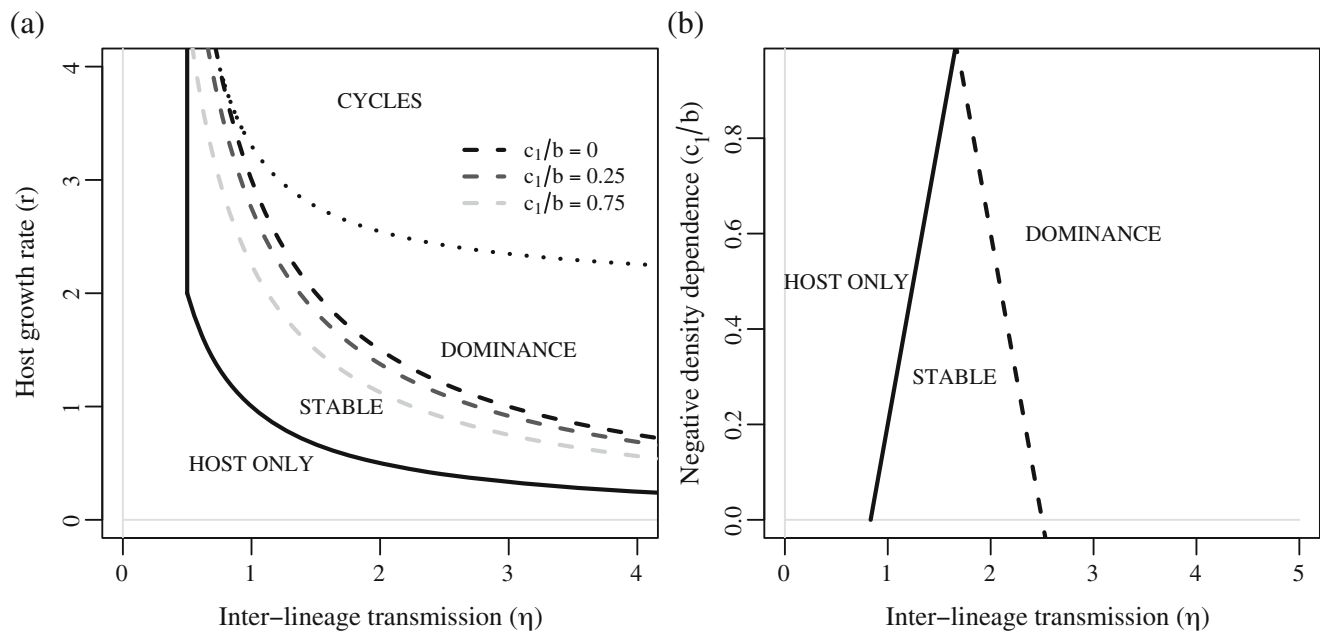 (a)
Host growth rate (r)
4
3
2
1
0
CYCLES
c₁/b = 0
c₁/b = 0.25
c₁/b = 0.75
DOMINANCE
STABLE
HOST ONLY
0 1 2 3 4
Inter−lineage transmission (η)
(b)
Negative density dependence (c₁/b)
0.8
0.6
0.4
0.2
0.0
DOMINANCE
HOST ONLY
STABLE
0 1 2 3 4 5
Inter−lineage transmission (η)